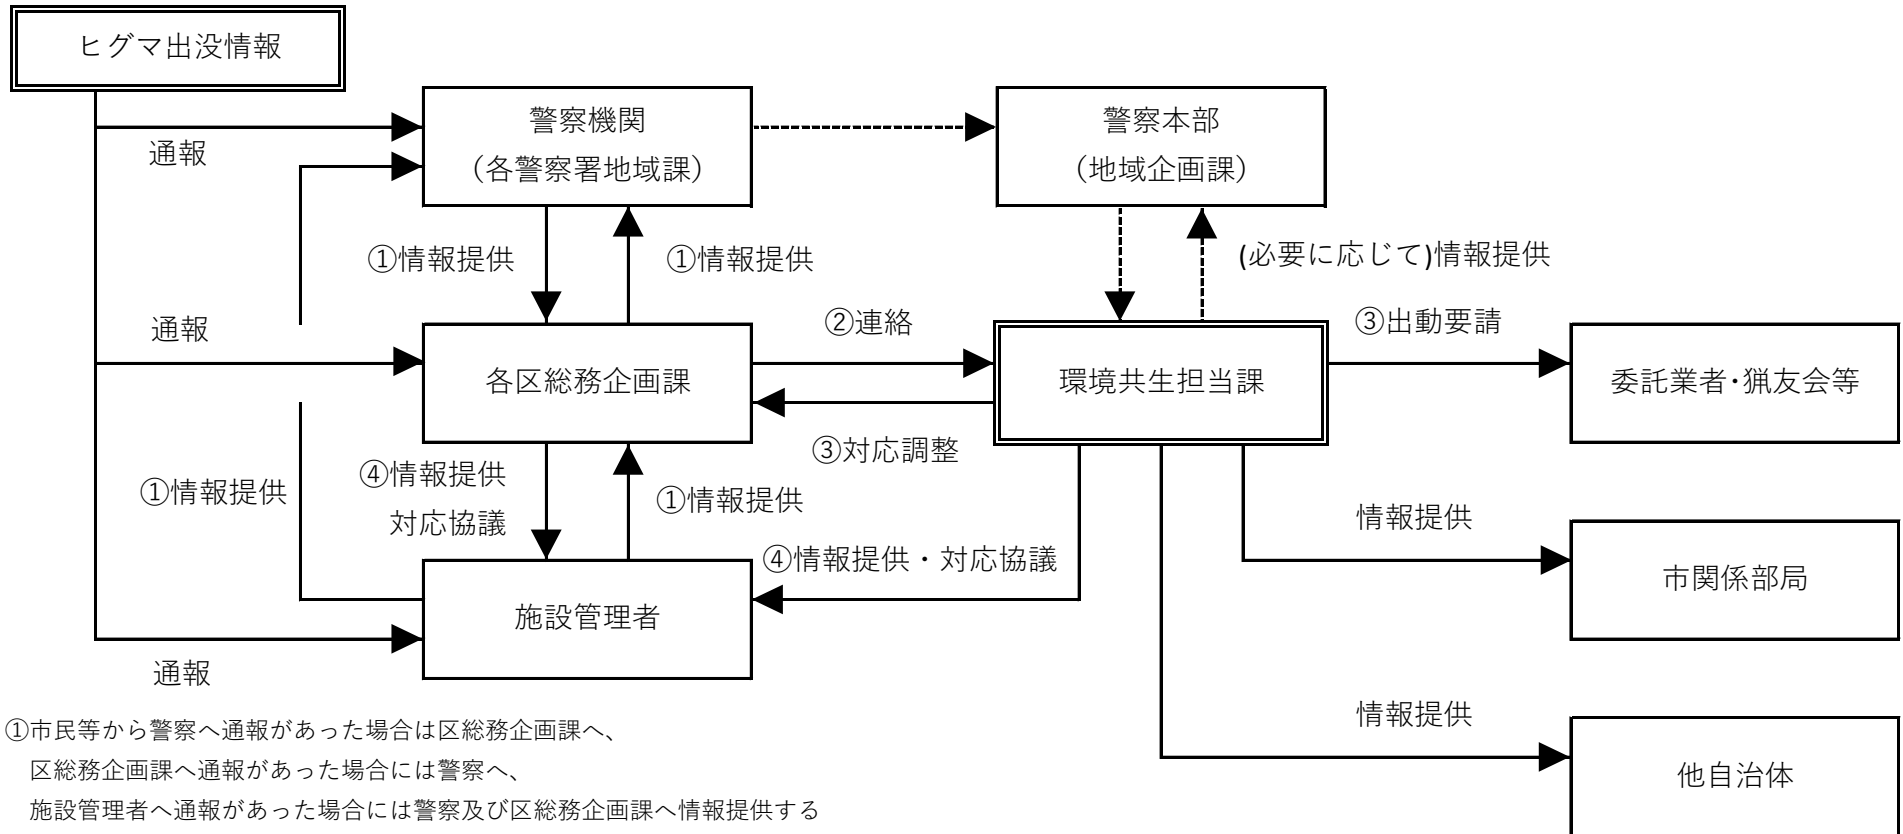 ヒグマ出没情報
警察機関
（各警察署地域課）
警察本部
（地域企画課）
通報
①情報提供
①情報提供
(必要に応じて)情報提供
通報
②連絡
③出動要請
各区総務企画課
環境共生担当課
委託業者・猟友会等
③対応調整
①情報提供
④情報提供
対応協議
①情報提供
④情報提供・対応協議
情報提供
市関係部局
施設管理者
通報
情報提供
他自治体
①市民等から警察へ通報があった場合は区総務企画課へ、
区総務企画課へ通報があった場合には警察へ、
施設管理者へ通報があった場合には警察及び区総務企画課へ情報提供する